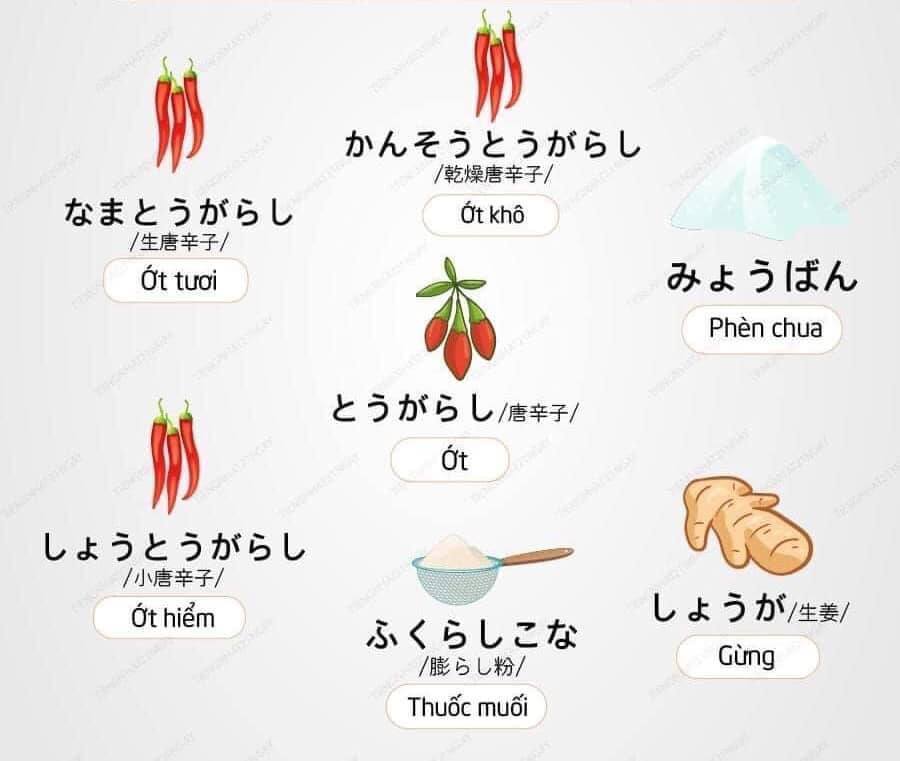 かんそうとうがらし
/乾燥唐辛子/
Ớt khô
なまとうがらし
/生唐辛子/
Ớt tươi
みょうばん
Phèn chua
とうがらし/唐辛子/
Ớt
しょうとうがらし
/小唐辛子/
Ớt hiểm
ふくらしこな
/膨らし粉/
Thuốc muối
しょうが/生姜/
Gừng